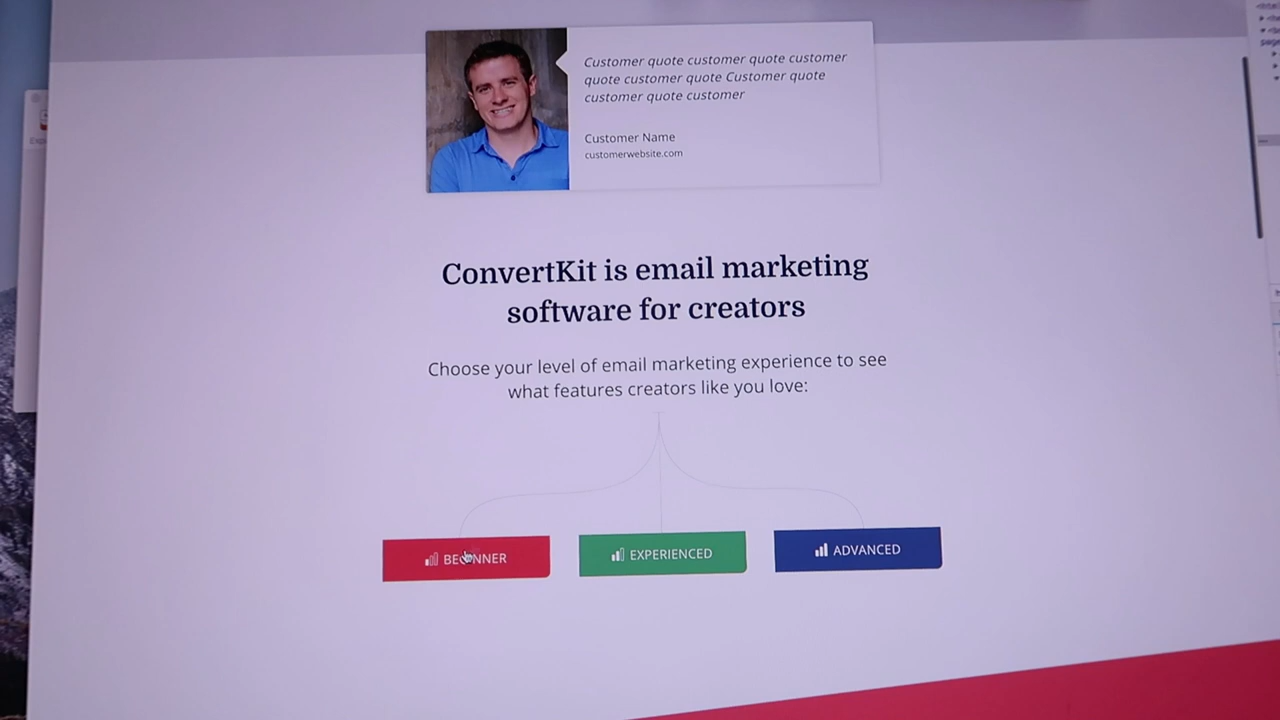 Customer quote customer quote customer
quote customer quote Customer quote
customer quote customer
Customer Name
customerwebsite.com
ConvertKit is email marketing
software for creators
Choose your level of email marketing experience to see
what features creators like you love:
BEGINNER
EXPERIENCED
ADVANCED